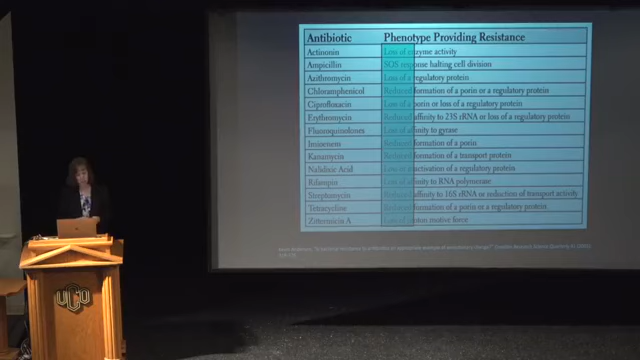 Antibiotic Phenotype Providing Resistance
Actinonin Loss of enzyme activity
Ampicillin SOS response halting cell division
Azithromycin Loss of a regulatory protein
Chloramphenicol Reduced formation of a porin or a regulatory protein
Ciprofloxacin Loss of a porin or loss of a regulatory protein
Erythromycin Reduced affinity to 23S rRNA or loss of a regulatory protein
Fluoroquinolones Loss of affinity to gyrase
Imioenem Reduced formation of a porin
Kanamycin Reduced formation of a transport protein
Nalidixic Acid Loss or inactivation of a regulatory protein
Rifampin Loss of affinity to RNA polymerase
Streptomycin Reduced affinity to 16S rRNA or reduction of transport activity
Tetracycline Reduced formation of a porin or a regulatory protein
Zittermicin A Loss of proton motive force
UCO